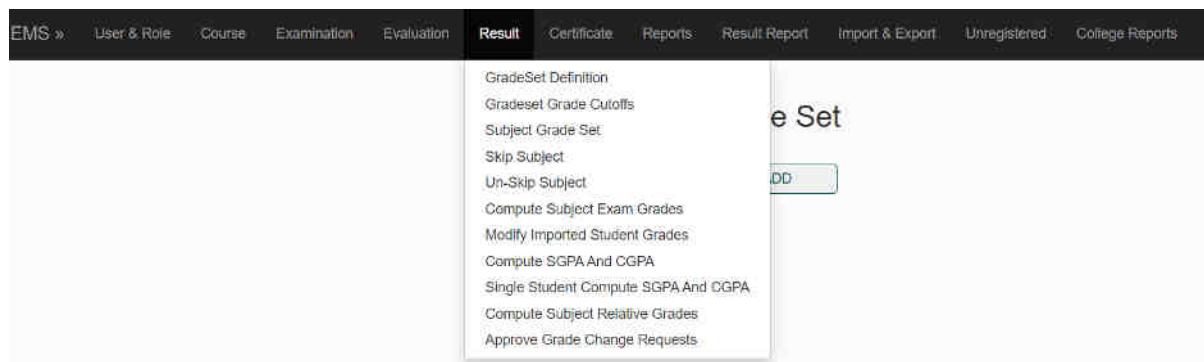 EMS » User & Role Course Examination Evaluation Result Certificate Reports Result Report Import & Export Unregistered College Reports
GradeSet Definition
Gradeset Grade Cutoffs
e Set
Subject Grade Set
Skip Subject
DD
Un-Skip Subject
Compute Subject Exam Grades
Modify Imported Student Grades
Compute SGPA And CGPA
Single Student Compute SGPA And CGPA
Compute Subject Relative Grades
Approve Grade Change Requests